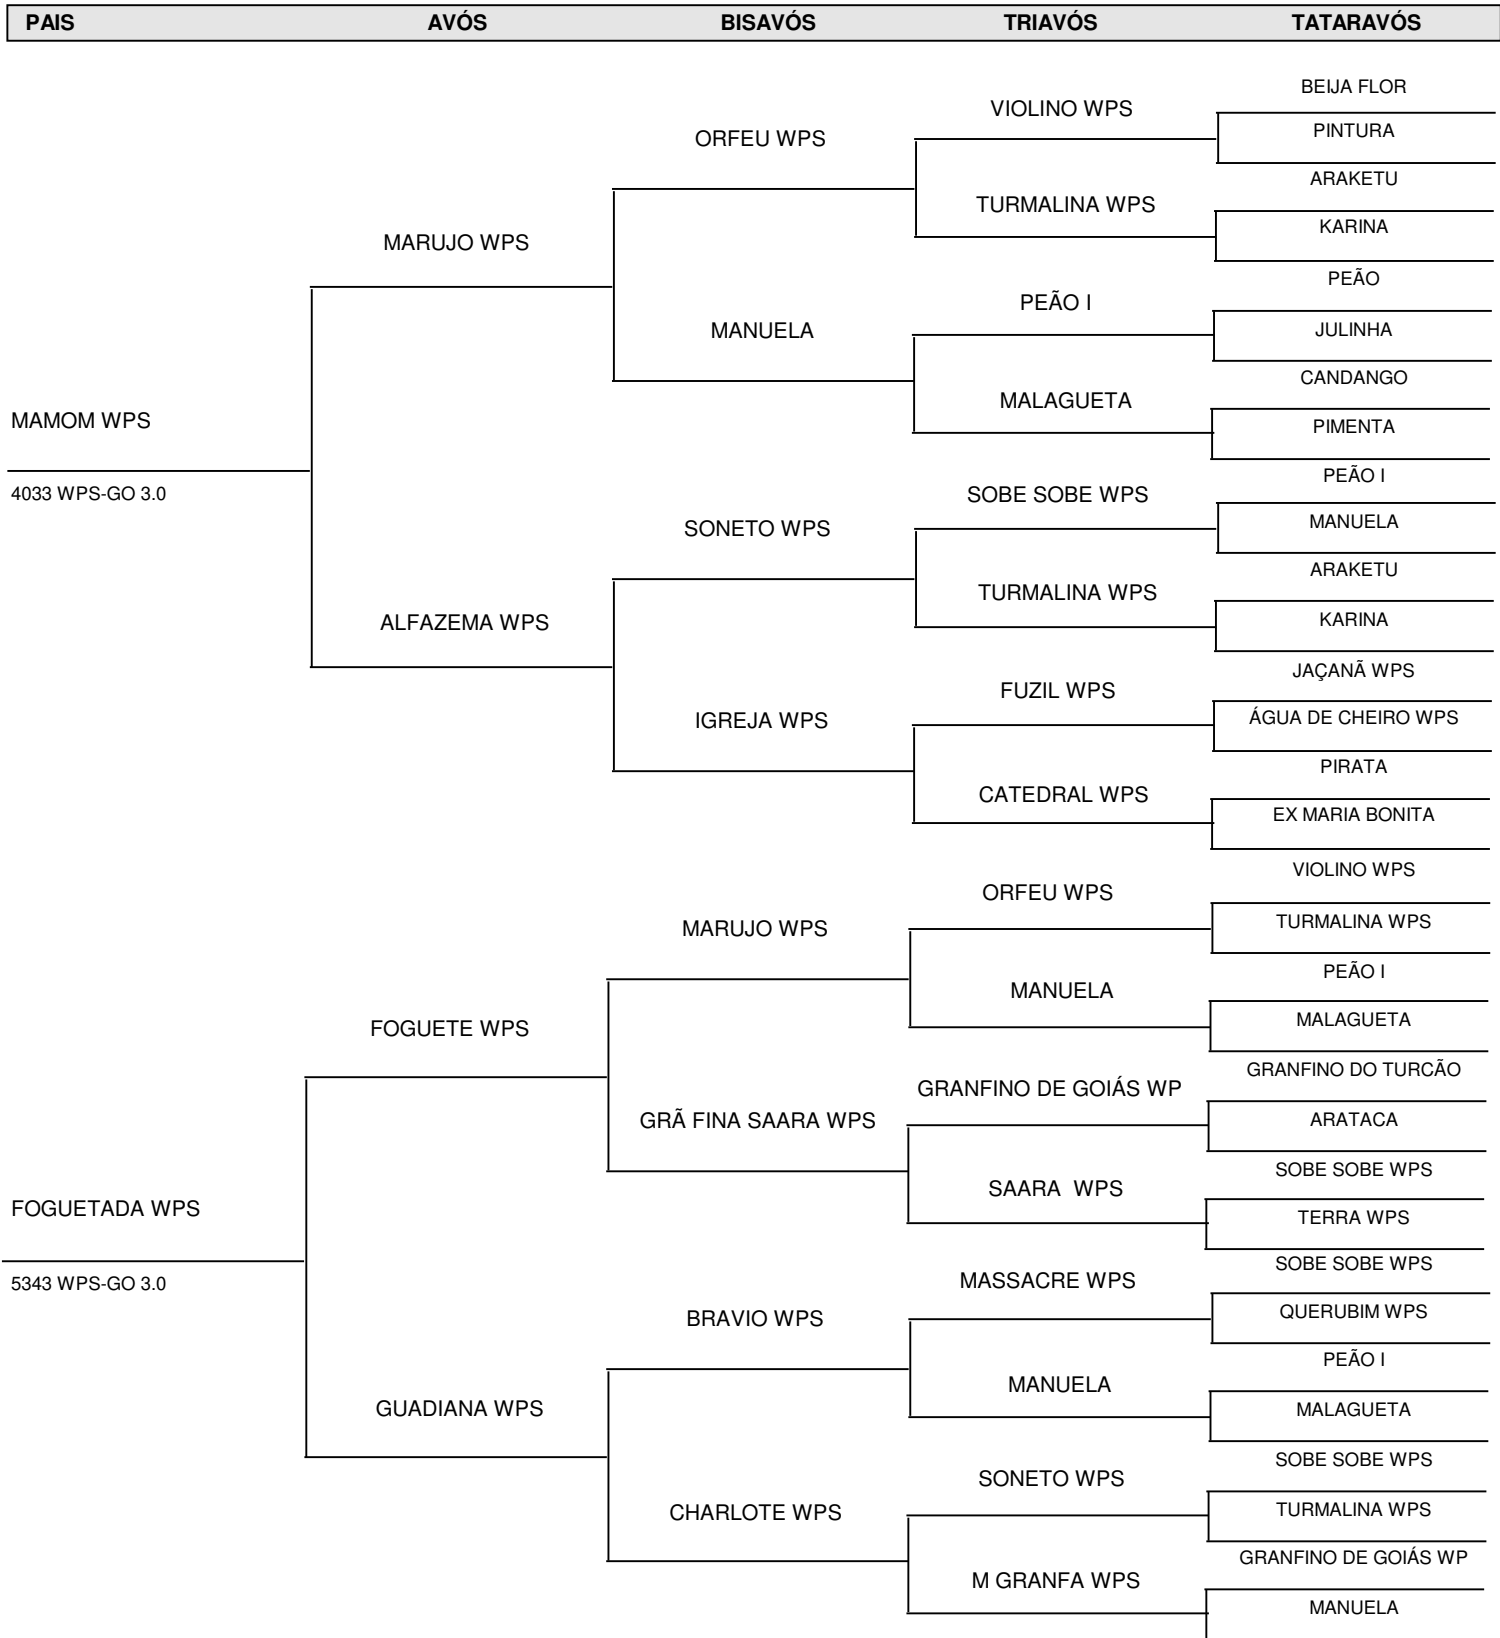 PAIS AVÓS BISAVÓS TRIAVÓS TATARAVÓS
BEIJA FLOR
VIOLINO WPS
PINTURA
ORFEU WPS
ARAKETU
TURMALINA WPS
KARINA
MARUJO WPS
PEÃO
PEÃO I
JULINHA
MANUELA
CANDANGO
MALAGUETA
PIMENTA
MAMOM WPS
4033 WPS-GO 3.0
PEÃO I
SOBE SOBE WPS
MANUELA
SONETO WPS
ARAKETU
TURMALINA WPS
KARINA
ALFAZEMA WPS
JAÇANÃ WPS
FUZIL WPS
ÁGUA DE CHEIRO WPS
IGREJA WPS
PIRATA
CATEDRAL WPS
EX MARIA BONITA
VIOLINO WPS
ORFEU WPS
TURMALINA WPS
MARUJO WPS
PEÃO I
MANUELA
MALAGUETA
FOGUETE WPS
GRANFINO DO TURCÃO
GRANFINO DE GOIÁS WP
ARATACA
GRÃ FINA SAARA WPS
SOBE SOBE WPS
SAARA WPS
TERRA WPS
FOGUETADA WPS
5343 WPS-GO 3.0
SOBE SOBE WPS
MASSACRE WPS
QUERUBIM WPS
BRAVIO WPS
PEÃO I
MANUELA
MALAGUETA
GUADIANA WPS
SOBE SOBE WPS
SONETO WPS
TURMALINA WPS
CHARLOTE WPS
GRANFINO DE GOIÁS WP
M GRANFA WPS
MANUELA